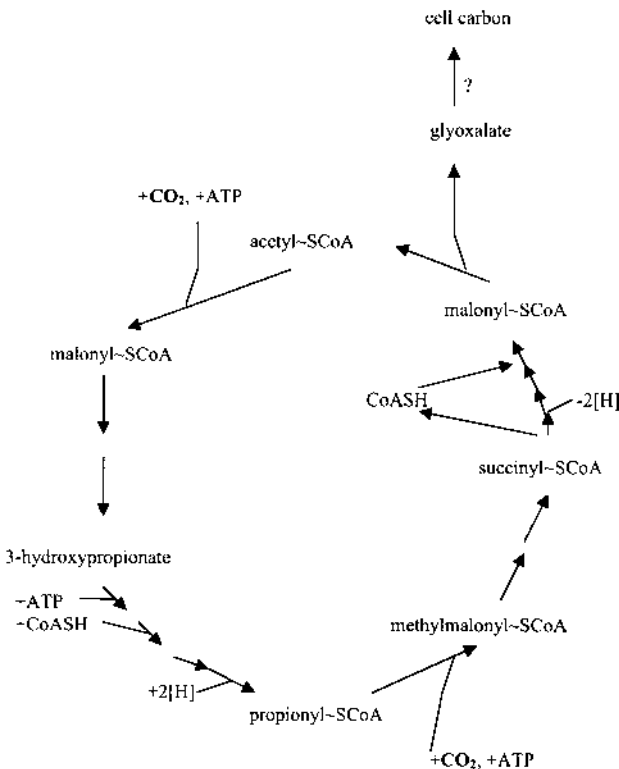 cell carbon
?
glyoxalate
+CO2, +ATP
acetyl~SCoA
malonyl~SCoA
malonyl~SCoA
CoASH
-2[H]
succinyl~SCoA
3-hydroxypropionate
~ATP
~CoASH
methylmalonyl~SCoA
+2[H]
propionyl~SCoA
+CO2, +ATP